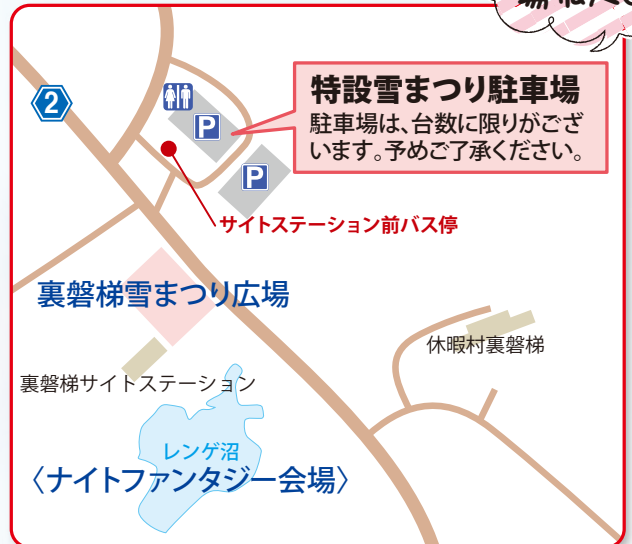 2
P
特設雪まつり駐車場
駐車場は、台数に限りがござ
います。予めご了承ください。
P
サイトステーション前バス停
裏磐梯雪まつり広場
休暇村裏磐梯
裏磐梯サイトステーション
レンゲ沼
〈ナイトファンタジー会場〉